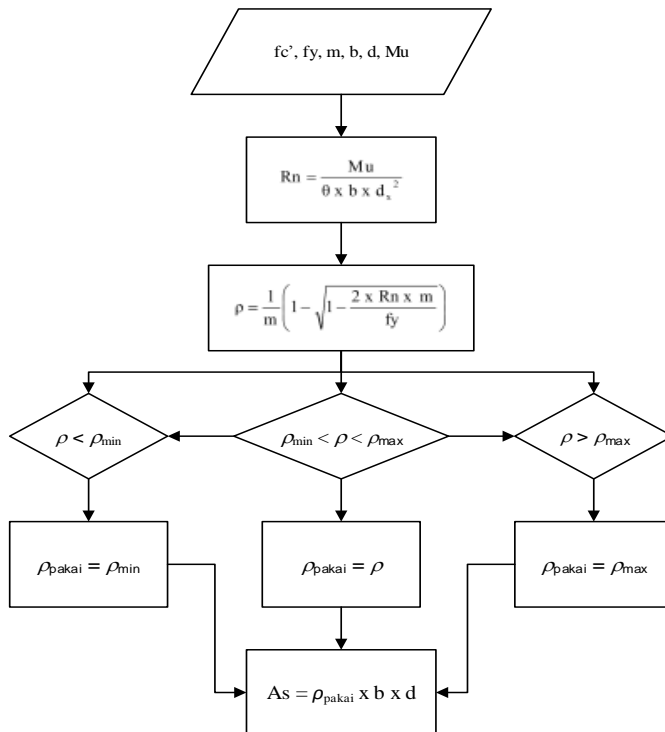 fc’, fy, m, b, d, Mu
Rn = Mu / θ x b x dₓ²
ρ = 1/m (1 − √(1 − 2 x Rn x m / fy))
ρmin < ρ < ρmax
ρ < ρmin
ρ > ρmax
ρpakai = ρmin
ρpakai = ρ
ρpakai = ρmax
As = ρpakai x b x d